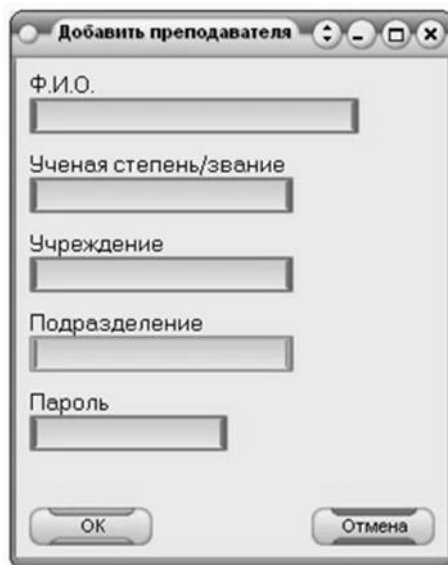 Добавить преподавателя
Ф.И.О.
Ученая степень/звание
Учреждение
Подразделение
Пароль
ОК
Отмена